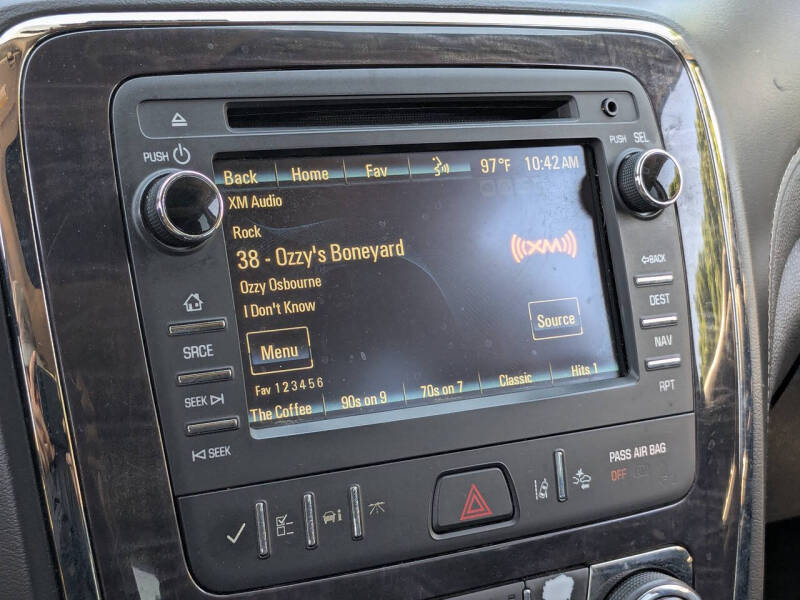 PUSH
PUSH SEL
Back Home Fav 97°F 10:42 AM
XM Audio
Rock
38 - Ozzy's Boneyard
XM
Ozzy Osbourne
I Don't Know
Menu
Source
Fav 1 2 3 4 5 6
The Coffee 90s on 9 70s on 7 Classic Hits 1
SRCE
SEEK
SEEK
BACK
DEST
NAV
RPT
PASS AIR BAG
OFF